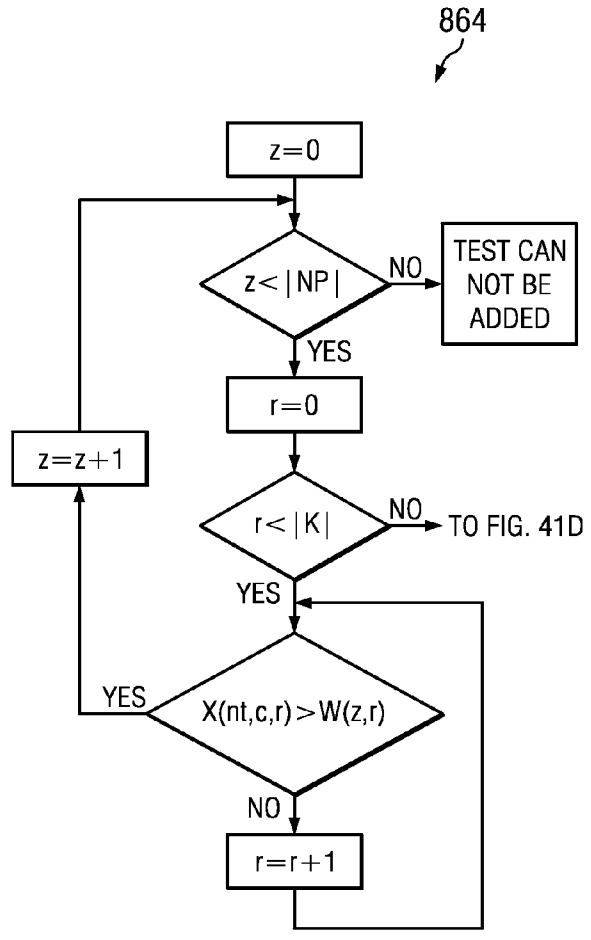 864
z=0
z<|NP|
NO
TEST CAN
NOT BE
ADDED
YES
r=0
z=z+1
r<|K|
NO
TO FIG. 41D
YES
YES
X(nt,c,r)>W(z,r)
NO
r=r+1